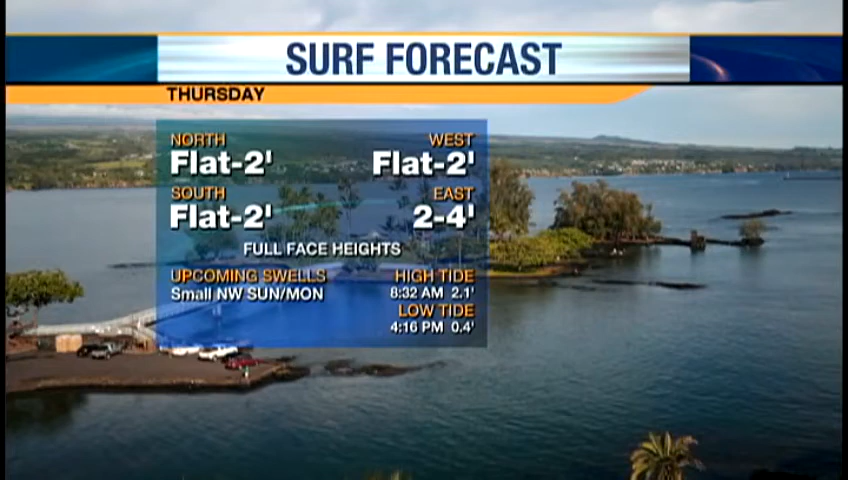 SURF FORECAST
THURSDAY
NORTH WEST
Flat-2' Flat-2'
SOUTH EAST
Flat-2' 2-4'
FULL FACE HEIGHTS
UPCOMING SWELLS HIGH TIDE
Small NW SUN/MON 8:32 AM 2.1'
LOW TIDE
4:16 PM 0.4'